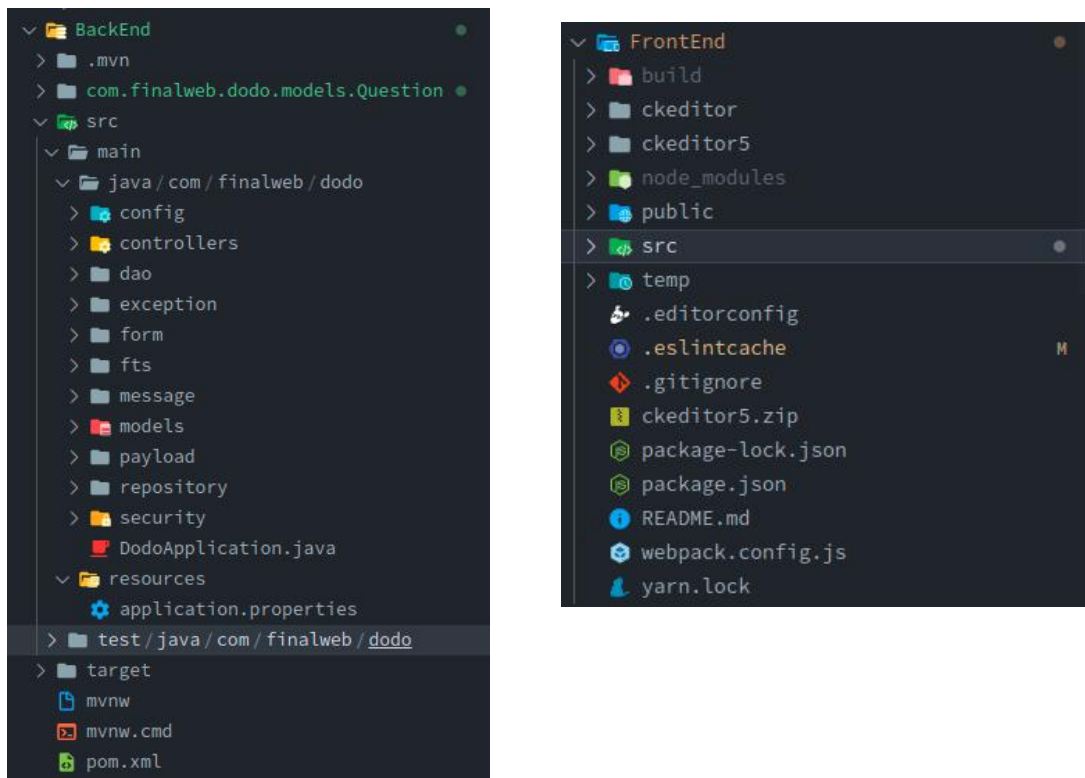 BackEnd
.mvn
com.finalweb.dodo.models.Question
src
main
java/com/finalweb/dodo
config
controllers
dao
exception
form
fts
message
models
payload
repository
security
DodoApplication.java
resources
application.properties
test/java/com/finalweb/dodo
target
mvnw
mvnw.cmd
pom.xml
FrontEnd
build
ckeditor
ckeditor5
node_modules
public
src
temp
.editorconfig
.eslintcache M
.gitignore
ckeditor5.zip
package-lock.json
package.json
README.md
webpack.config.js
yarn.lock